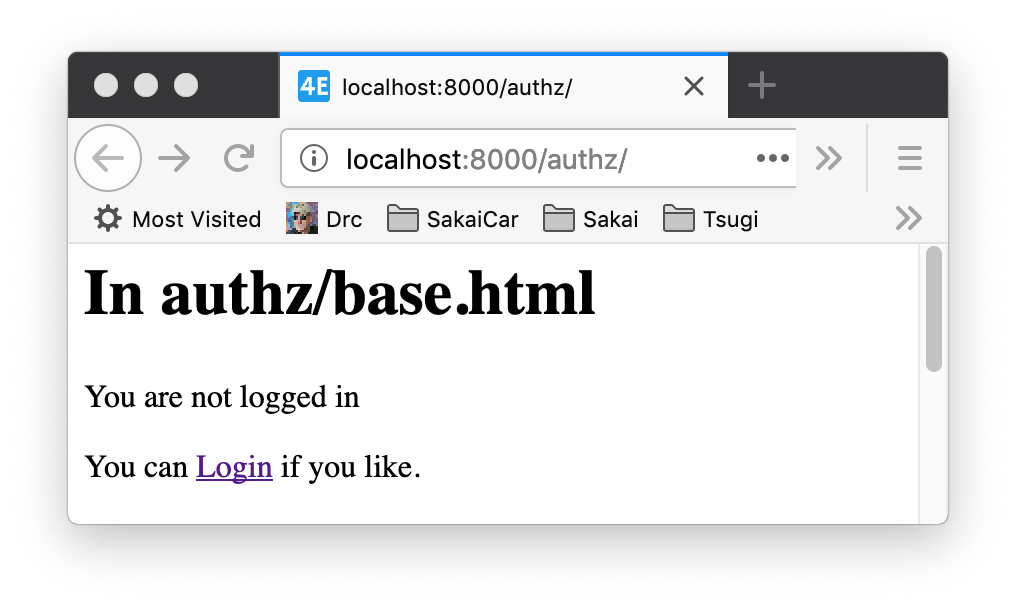 4E localhost:8000/authz/
localhost:8000/authz/
Most Visited Drc SakaiCar Sakai Tsugi
In authz/base.html
You are not logged in
You can Login if you like.